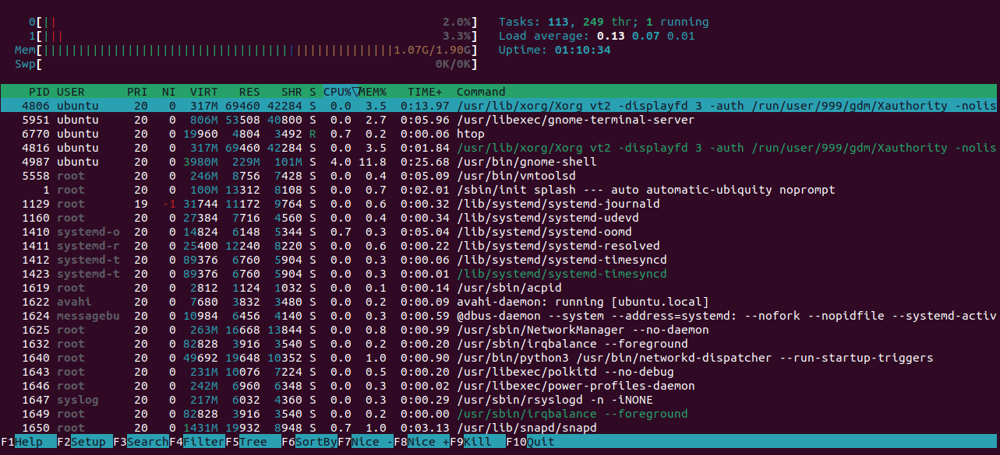 0[|| 2.0%] Tasks: 113, 249 thr; 1 running
1[||| 3.3%] Load average: 0.13 0.07 0.01
Mem[||||||||||||||||||||||||||||||||||||||||||||||||||1.07G/1.90G] Uptime: 01:10:34
Swp[ 0K/0K]
PID USER PRI NI VIRT RES SHR S CPU%▽MEM% TIME+ Command
4806 ubuntu 20 0 317M 69460 42284 S 0.0 3.5 0:13.97 /usr/lib/xorg/Xorg vt2 -displayfd 3 -auth /run/user/999/gdm/Xauthority -nolis
5951 ubuntu 20 0 806M 53508 40800 S 0.0 2.7 0:05.96 /usr/libexec/gnome-terminal-server
6770 ubuntu 20 0 19960 4804 3492 R 0.7 0.2 0:00.06 htop
4816 ubuntu 20 0 317M 69460 42284 S 0.0 3.5 0:01.84 /usr/lib/xorg/Xorg vt2 -displayfd 3 -auth /run/user/999/gdm/Xauthority -nolis
4987 ubuntu 20 0 3980M 229M 101M S 4.0 11.8 0:25.68 /usr/bin/gnome-shell
5558 root 20 0 246M 8756 7428 S 0.0 0.4 0:05.09 /usr/bin/vmtoolsd
1 root 20 0 100M 13312 8108 S 0.0 0.7 0:02.01 /sbin/init splash --- auto automatic-ubiquity noprompt
1129 root 19 -1 31744 11172 9764 S 0.0 0.6 0:00.32 /lib/systemd/systemd-journald
1160 root 20 0 27384 7716 4560 S 0.0 0.4 0:00.34 /lib/systemd/systemd-udevd
1410 systemd-o 20 0 14824 6148 5344 S 0.7 0.3 0:05.04 /lib/systemd/systemd-oomd
1411 systemd-r 20 0 25400 12240 8220 S 0.0 0.6 0:00.22 /lib/systemd/systemd-resolved
1412 systemd-t 20 0 89376 6760 5904 S 0.0 0.3 0:00.06 /lib/systemd/systemd-timesyncd
1423 systemd-t 20 0 89376 6760 5904 S 0.0 0.3 0:00.01 /lib/systemd/systemd-timesyncd
1619 root 20 0 2812 1124 1032 S 0.0 0.1 0:00.14 /usr/sbin/acpid
1622 avahi 20 0 7680 3832 3480 S 0.0 0.2 0:00.09 avahi-daemon: running [ubuntu.local]
1624 messagebu 20 0 10984 6456 4140 S 0.0 0.3 0:00.59 @dbus-daemon --system --address=systemd: --nofork --nopidfile --systemd-activ
1625 root 20 0 263M 16668 13844 S 0.0 0.8 0:00.99 /usr/sbin/NetworkManager --no-daemon
1632 root 20 0 82828 3916 3540 S 0.0 0.2 0:00.20 /usr/sbin/irqbalance --foreground
1640 root 20 0 49692 19648 10352 S 0.0 1.0 0:00.90 /usr/bin/python3 /usr/bin/networkd-dispatcher --run-startup-triggers
1643 root 20 0 231M 10076 7224 S 0.0 0.5 0:00.20 /usr/libexec/polkitd --no-debug
1646 root 20 0 242M 6960 6348 S 0.0 0.3 0:00.02 /usr/libexec/power-profiles-daemon
1647 syslog 20 0 217M 6032 4360 S 0.0 0.3 0:00.29 /usr/sbin/rsyslogd -n -iNONE
1649 root 20 0 82828 3916 3540 S 0.0 0.2 0:00.00 /usr/sbin/irqbalance --foreground
1650 root 20 0 1431M 19932 8948 S 0.7 1.0 0:03.13 /usr/lib/snapd/snapd
F1Help F2Setup F3SearchF4FilterF5Tree F6SortByF7Nice -F8Nice +F9Kill F10Quit